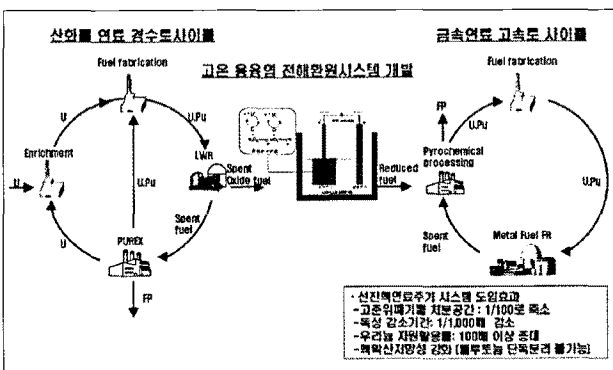 산화물 연료 경수로사이클
고온 용융염 전해환원시스템 개발
금속연료 고속로 사이클
Fuel fabrication
Fuel fabrication
U
U.Pu
FP
U.Pu
Enrichment
LWR
Spent
Oxide fuel
Reduced
fuel
Pyrochemical
processing
U
U.Pu
U.Pu
PUREX
Spent
fuel
U
Spent
fuel
Metal Fuel FR
FP
· 선진핵연료주기 시스템 도입효과
-고준위폐기물 처분공간 : 1/100로 축소
-독성 감소기간: 1/1,000배 감소
-우라늄 자원활용률: 100배 이상 증대
-핵확산저항성 강화 (플루토늄 단독분리 불가능)